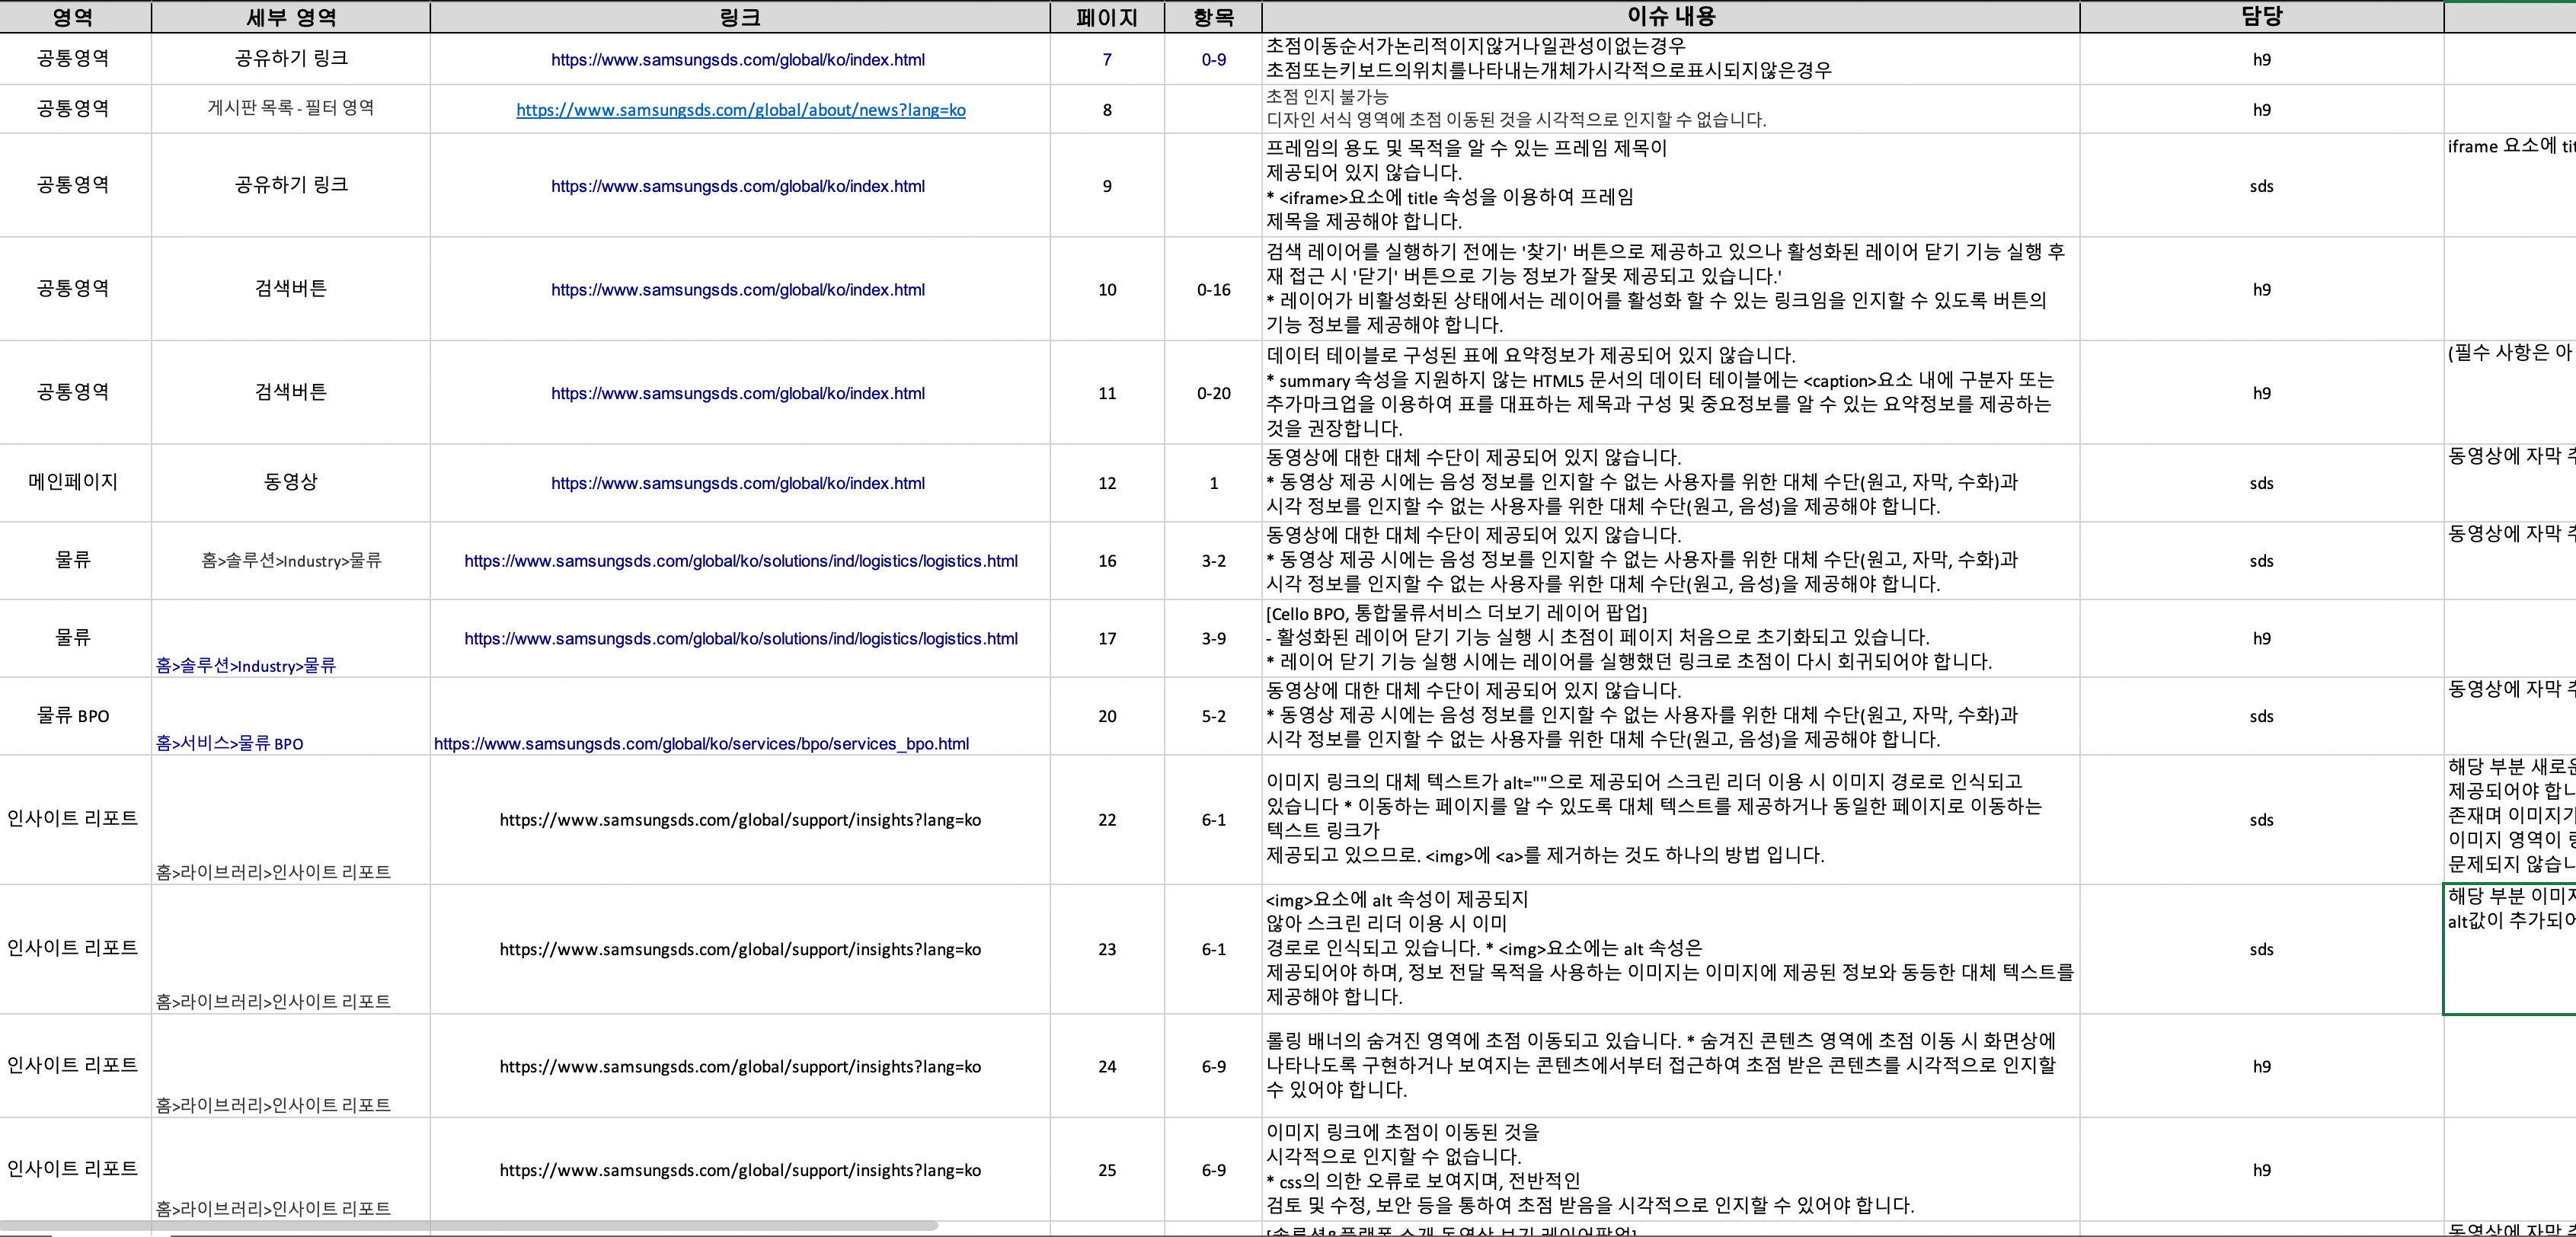 영역 세부 영역 링크 페이지 항목 이슈 내용 담당
공통영역 공유하기 링크 https://www.samsungsds.com/global/ko/index.html 7 0-9 초점이동순서가논리적이지않거나일관성이없는경우
초점또는키보드의위치를나타내는개체가시각적으로표시되지않은경우 h9
공통영역 게시판 목록 - 필터 영역 https://www.samsungsds.com/global/about/news?lang=ko 8 초점 인지 불가능
디자인 서식 영역에 초점 이동된 것을 시각적으로 인지할 수 없습니다. h9
공통영역 공유하기 링크 https://www.samsungsds.com/global/ko/index.html 9 프레임의 용도 및 목적을 알 수 있는 프레임 제목이
제공되어 있지 않습니다.
* <iframe>요소에 title 속성을 이용하여 프레임
제목을 제공해야 합니다. sds iframe 요소에
공통영역 검색버튼 https://www.samsungsds.com/global/ko/index.html 10 0-16 검색 레이어를 실행하기 전에는 '찾기' 버튼으로 제공하고 있으나 활성화된 레이어 닫기 기능 실행 후
재 접근 시 '닫기' 버튼으로 기능 정보가 잘못 제공되고 있습니다.'
* 레이어가 비활성화된 상태에서는 레이어를 활성화 할 수 있는 링크임을 인지할 수 있도록 버튼의
기능 정보를 제공해야 합니다. h9
공통영역 검색버튼 https://www.samsungsds.com/global/ko/index.html 11 0-20 데이터 테이블로 구성된 표에 요약정보가 제공되어 있지 않습니다.
* summary 속성을 지원하지 않는 HTML5 문서의 데이터 테이블에는 <caption>요소 내에 구분자 또는
추가마크업을 이용하여 표를 대표하는 제목과 구성 및 중요정보를 알 수 있는 요약정보를 제공하는
것을 권장합니다. h9 (필수 사항은 아
메인페이지 동영상 https://www.samsungsds.com/global/ko/index.html 12 1 동영상에 대한 대체 수단이 제공되어 있지 않습니다.
* 동영상 제공 시에는 음성 정보를 인지할 수 없는 사용자를 위한 대체 수단(원고, 자막, 수화)과
시각 정보를 인지할 수 없는 사용자를 위한 대체 수단(원고, 음성)을 제공해야 합니다. sds 동영상에 자막
물류 홈>솔루션>Industry>물류 https://www.samsungsds.com/global/ko/solutions/ind/logistics/logistics.html 16 3-2 동영상에 대한 대체 수단이 제공되어 있지 않습니다.
* 동영상 제공 시에는 음성 정보를 인지할 수 없는 사용자를 위한 대체 수단(원고, 자막, 수화)과
시각 정보를 인지할 수 없는 사용자를 위한 대체 수단(원고, 음성)을 제공해야 합니다. sds 동영상에 자막
물류 홈>솔루션>Industry>물류 https://www.samsungsds.com/global/ko/solutions/ind/logistics/logistics.html 17 3-9 [Cello BPO, 통합물류서비스 더보기 레이어 팝업]
- 활성화된 레이어 닫기 기능 실행 시 초점이 페이지 처음으로 초기화되고 있습니다.
* 레이어 닫기 기능 실행 시에는 레이어를 실행했던 링크로 초점이 다시 회귀되어야 합니다. h9
물류 BPO 홈>서비스>물류 BPO https://www.samsungsds.com/global/ko/services/bpo/services_bpo.html 20 5-2 동영상에 대한 대체 수단이 제공되어 있지 않습니다.
* 동영상 제공 시에는 음성 정보를 인지할 수 없는 사용자를 위한 대체 수단(원고, 자막, 수화)과
시각 정보를 인지할 수 없는 사용자를 위한 대체 수단(원고, 음성)을 제공해야 합니다. sds 동영상에 자막
인사이트 리포트 홈>라이브러리>인사이트 리포트 https://www.samsungsds.com/global/support/insights?lang=ko 22 6-1 이미지 링크의 대체 텍스트가 alt=""으로 제공되어 스크린 리더 이용 시 이미지 경로로 인식되고
있습니다 * 이동하는 페이지를 알 수 있도록 대체 텍스트를 제공하거나 동일한 페이지로 이동하는
텍스트 링크가
제공되고 있으므로. <img>에 <a>를 제거하는 것도 하나의 방법 입니다. sds 해당 부분
제공되어야
존재며 이미지가
이미지 영역이
문제되지
인사이트 리포트 홈>라이브러리>인사이트 리포트 https://www.samsungsds.com/global/support/insights?lang=ko 23 6-1 <img>요소에 alt 속성이 제공되지
않아 스크린 리더 이용 시 이미
경로로 인식되고 있습니다. * <img>요소에는 alt 속성은
제공되어야 하며, 정보 전달 목적을 사용하는 이미지는 이미지에 제공된 정보와 동등한 대체 텍스트를
제공해야 합니다. sds 해당 부분
alt값이
인사이트 리포트 홈>라이브러리>인사이트 리포트 https://www.samsungsds.com/global/support/insights?lang=ko 24 6-9 롤링 배너의 숨겨진 영역에 초점 이동되고 있습니다. * 숨겨진 콘텐츠 영역에 초점 이동 시 화면상에
나타나도록 구현하거나 보여지는 콘텐츠에서부터 접근하여 초점 받은 콘텐츠를 시각적으로 인지할
수 있어야 합니다. h9
인사이트 리포트 홈>라이브러리>인사이트 리포트 https://www.samsungsds.com/global/support/insights?lang=ko 25 6-9 이미지 링크에 초점이 이동된 것을
시각적으로 인지할 수 없습니다.
* css의 의한 오류로 보여지며, 전반적인
검토 및 수정, 보안 등을 통하여 초점 받음을 시각적으로 인지할 수 있어야 합니다. h9